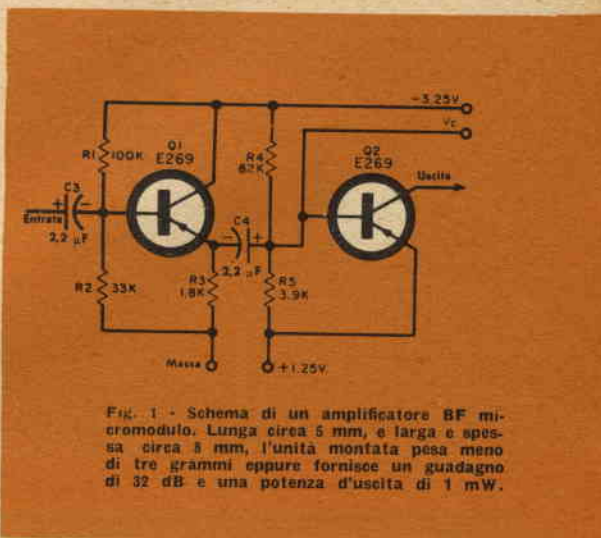 -3.25V
Vc
Q1
E269
R1 100K
R4
82K
Q2
E269
Uscita
C3
+ -
Entrata
2,2 µF
C4
- +
2,2 µF
R2 33K
R3
1.8K
R5
3.9K
Massa
+1.25V.
Fig. 1 - Schema di un amplificatore BF mi-
cromodulo. Lunga circa 5 mm, e larga e spes-
sa circa 8 mm, l'unità montata pesa meno
di tre grammi eppure fornisce un guadagno
di 32 dB e una potenza d'uscita di 1 mW.